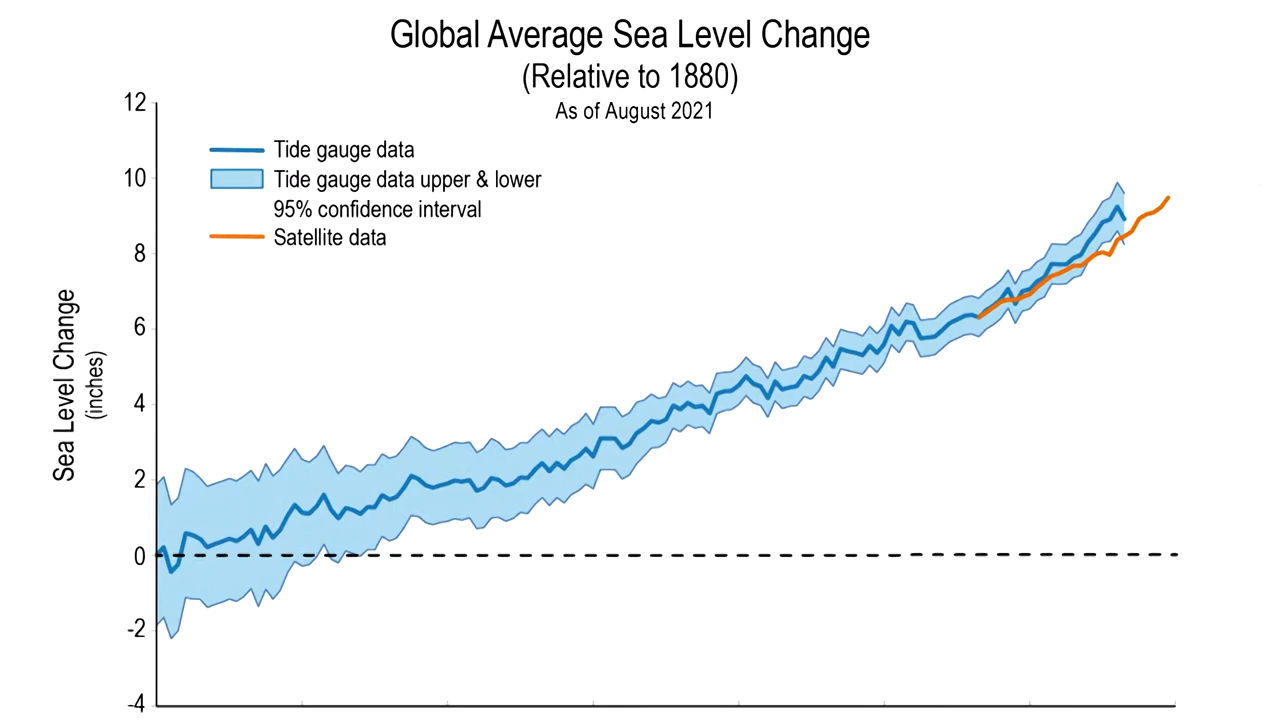 Global Average Sea Level Change
(Relative to 1880)
As of August 2021
12
10
8
6
4
2
0
-2
-4
Sea Level Change
(inches)
Tide gauge data
Tide gauge data upper & lower
95% confidence interval
Satellite data